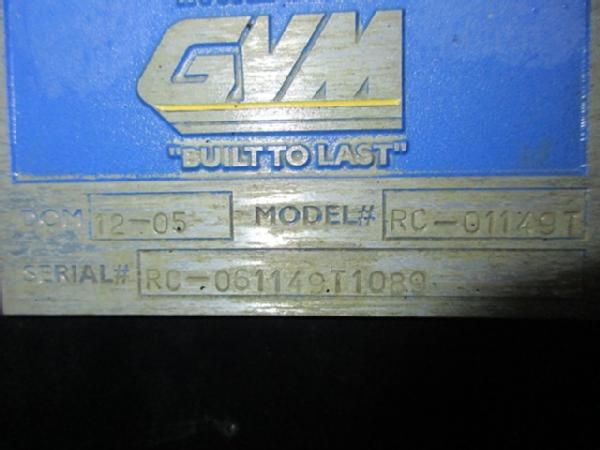 GVM
"BUILT TO LAST"
DOM 12-05 MODEL# RC-01149T
SERIAL# RC-061149T1089